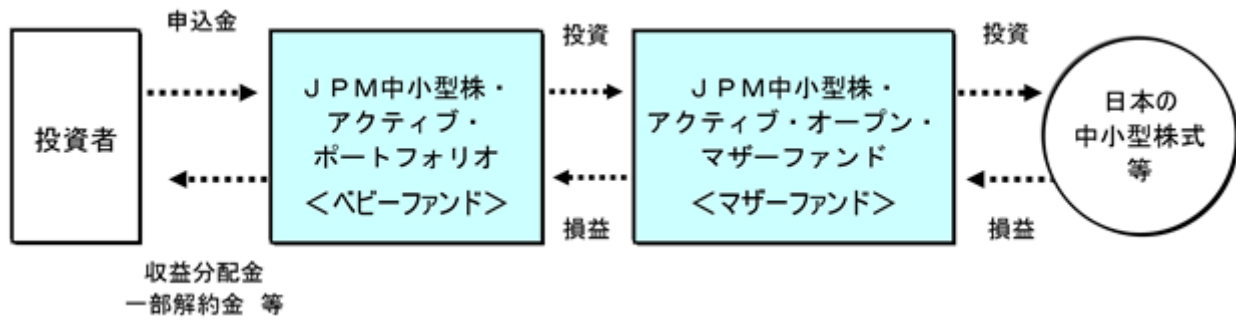 申込金
投資
投資
投資者
ＪＰＭ中小型株・
アクティブ・
ポートフォリオ
＜ベビーファンド＞
ＪＰＭ中小型株・
アクティブ・オープン・
マザーファンド
＜マザーファンド＞
日本の
中小型株式
等
損益
損益
収益分配金
一部解約金 等